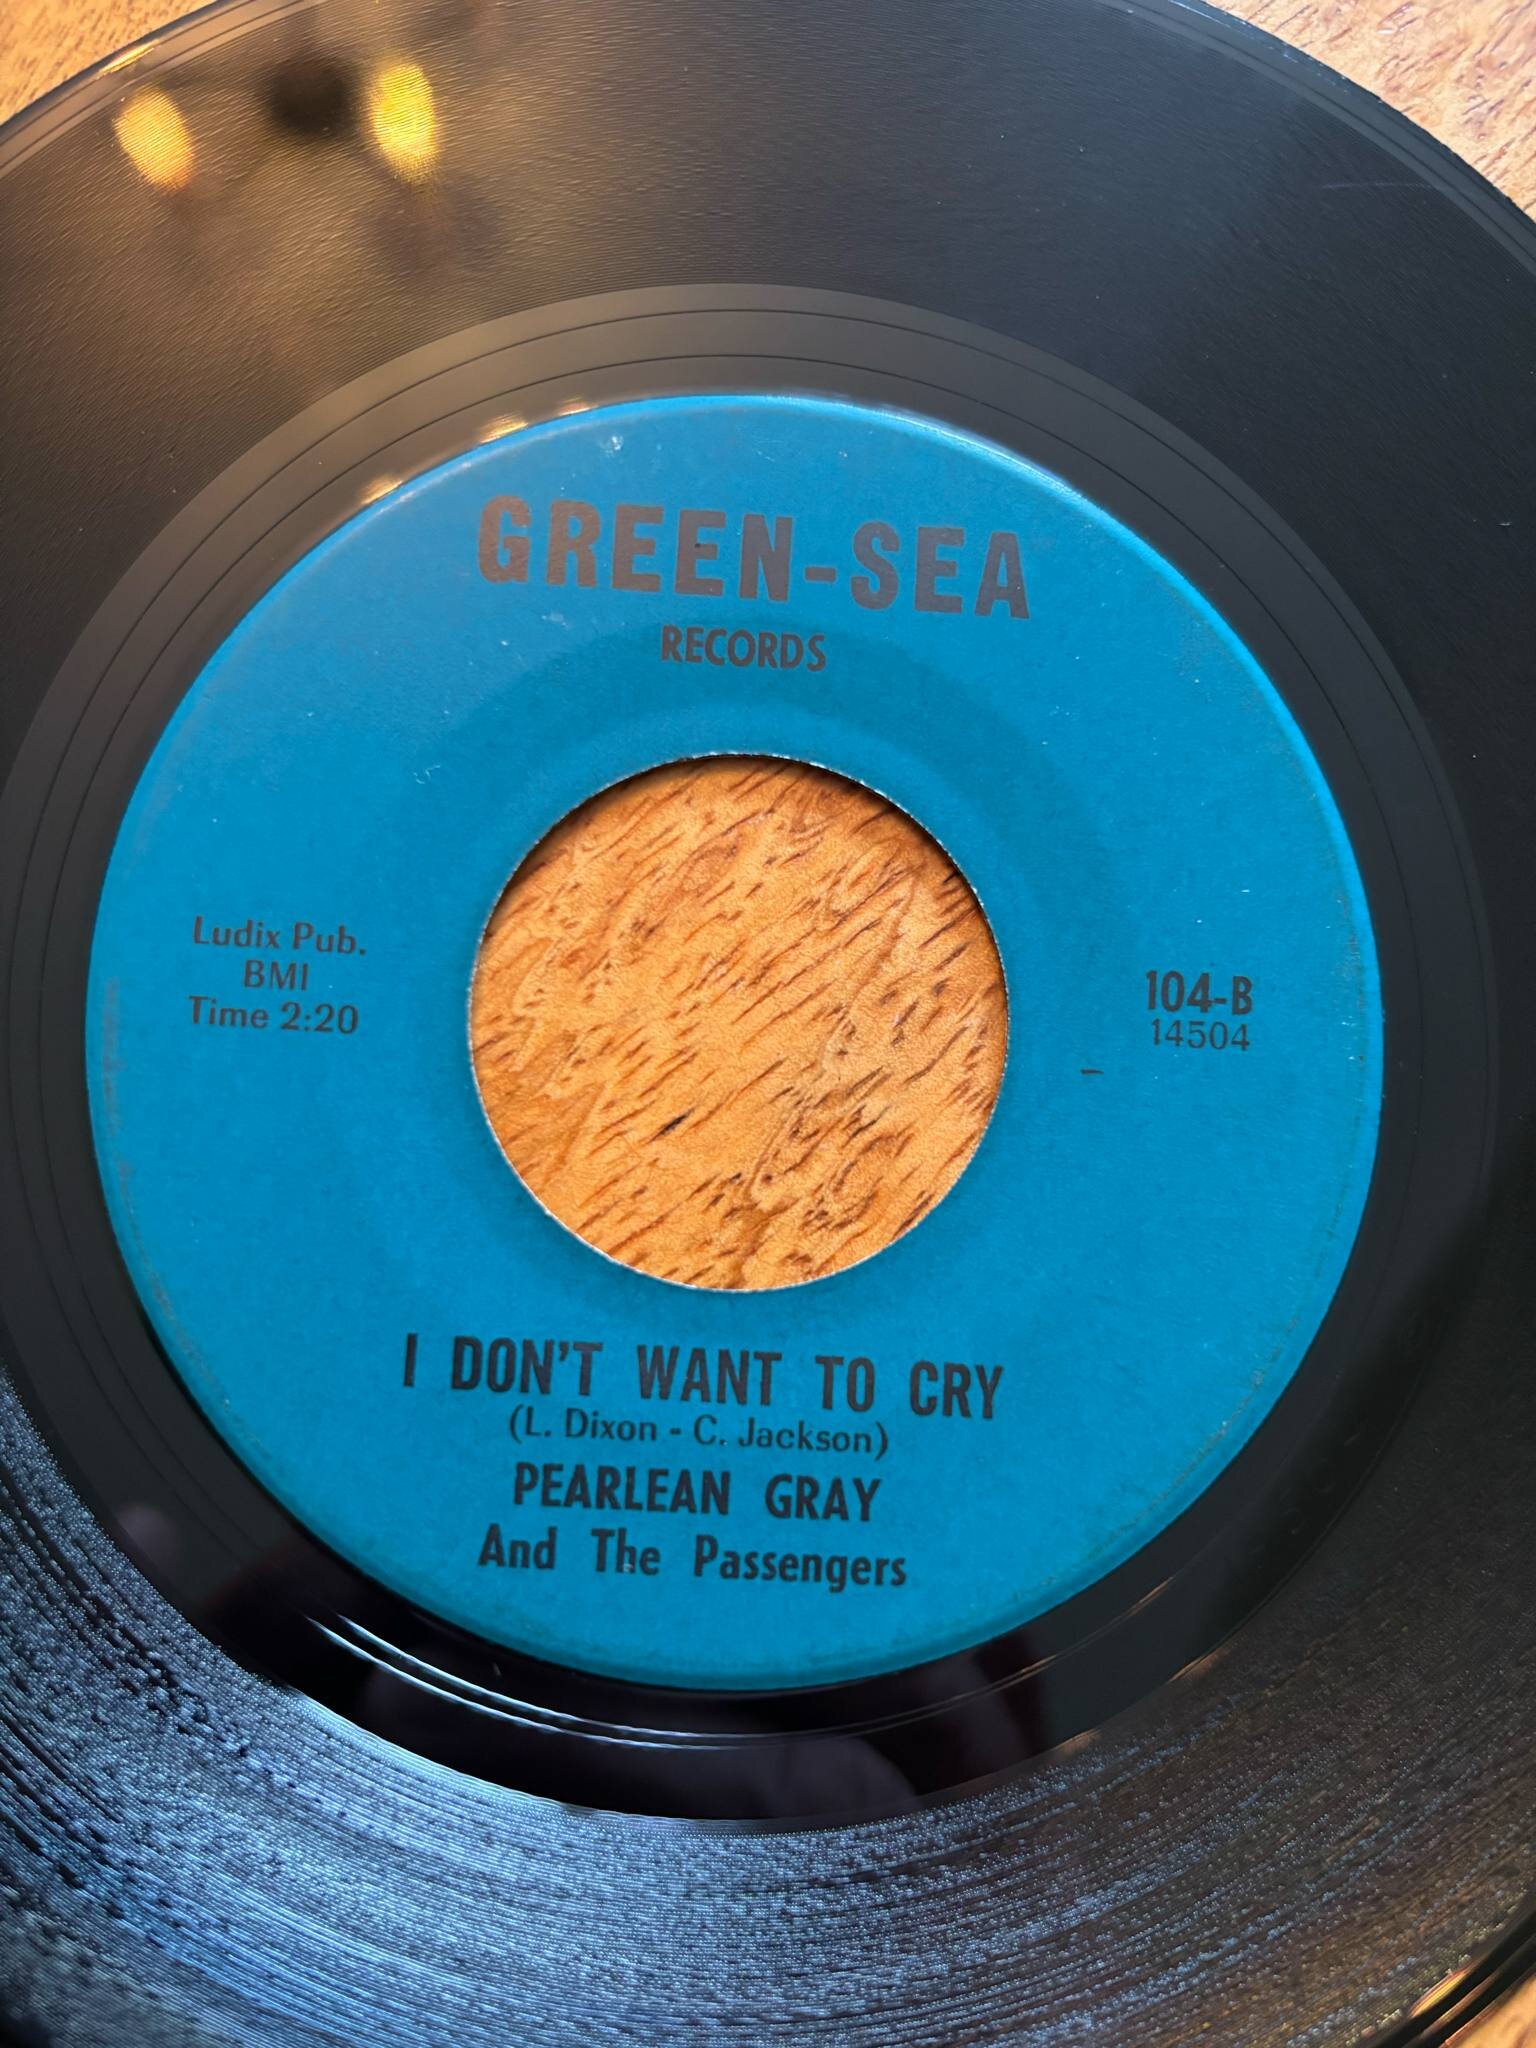 GREEN-SEA
RECORDS
Ludix Pub.
BMI
Time 2:20
104-B
14504
I DON'T WANT TO CRY
(L. Dixon - C. Jackson)
PEARLEAN GRAY
And The Passengers